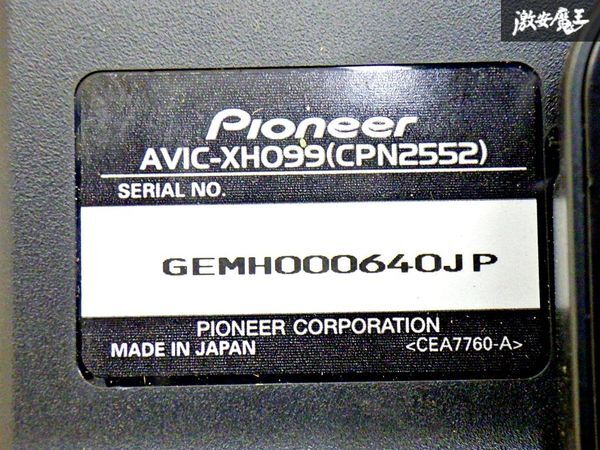 激安魔王
Pioneer
AVIC-XH099(CPN2552)
SERIAL NO.
GEMH000640JP
PIONEER CORPORATION
MADE IN JAPAN <CEA7760-A>